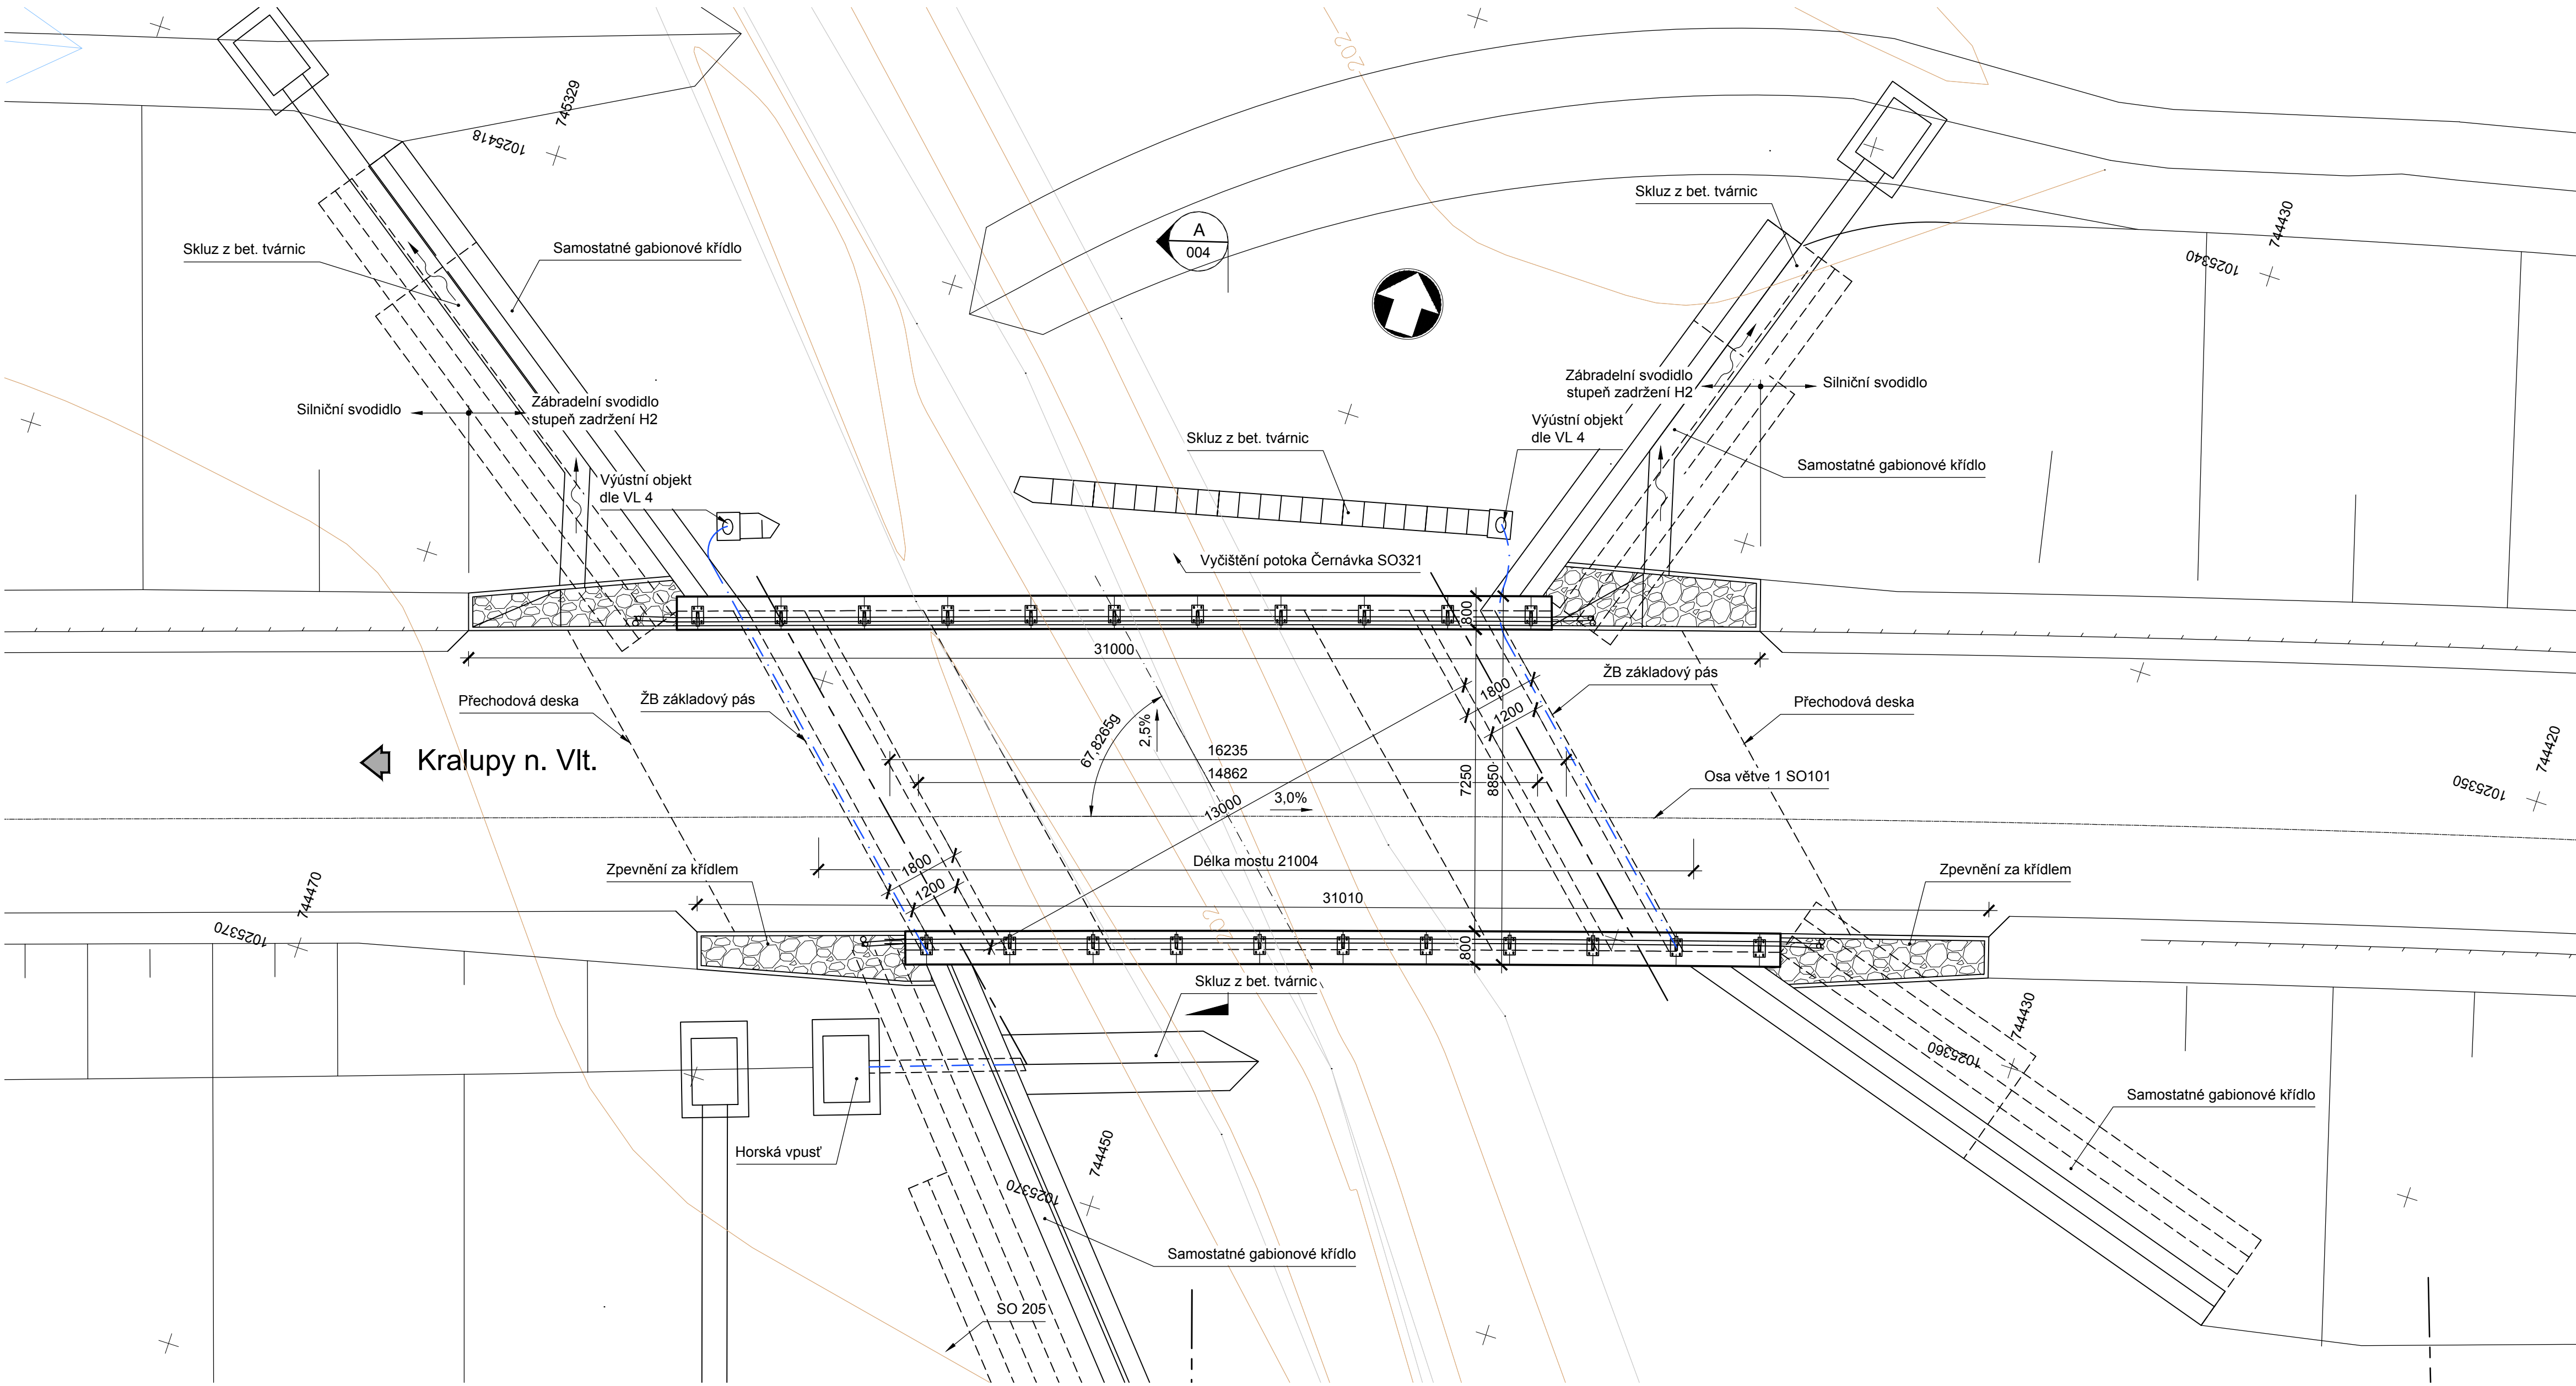 202
745329
1025418
A
004
Skluz z bet. tvárnic
Samostatné gabionové křídlo
Skluz z bet. tvárnic
744430
1025340
Silniční svodidlo
Zábradelní svodidlo
stupeň zadržení H2
Zábradelní svodidlo
stupeň zadržení H2
Silniční svodidlo
Skluz z bet. tvárnic
Výústní objekt
dle VL 4
Samostatné gabionové křídlo
Výústní objekt
dle VL 4
Vyčištění potoka Černávka SO321
800
31000
Přechodová deska
ŽB základový pás
1800
1200
ŽB základový pás
Přechodová deska
67,8265g
2,5%
Kralupy n. Vlt.
16235
14862
13000
3,0%
7250
8850
Osa větve 1 SO101
744420
1025350
Zpevnění za křídlem
1800
1200
Délka mostu 21004
31010
Zpevnění za křídlem
744470
1025370
202
800
Skluz z bet. tvárnic
744430
1025360
Samostatné gabionové křídlo
Horská vpusť
744450
1025370
Samostatné gabionové křídlo
SO 205